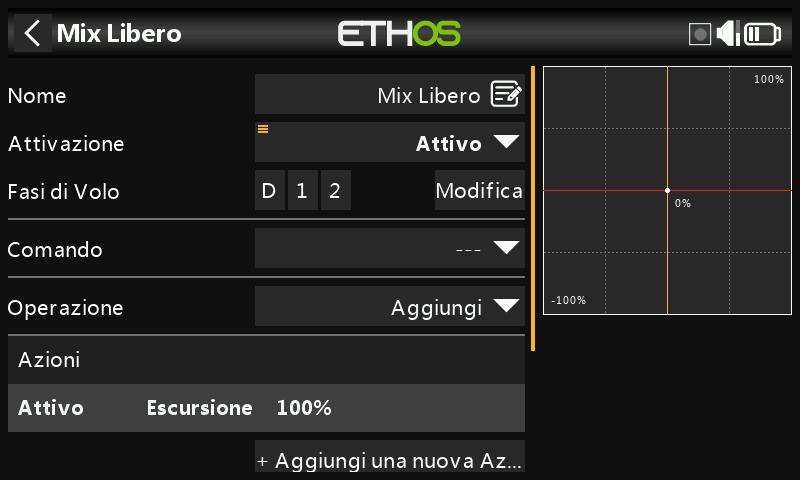 Mix Libero
ETHOS
Nome Mix Libero
Attivazione Attivo
Fasi di Volo D 1 2 Modifica
Comando ---
Operazione Aggiungi
Azioni
Attivo Escursione 100%
+ Aggiungi una nuova Az...
100%
0%
-100%